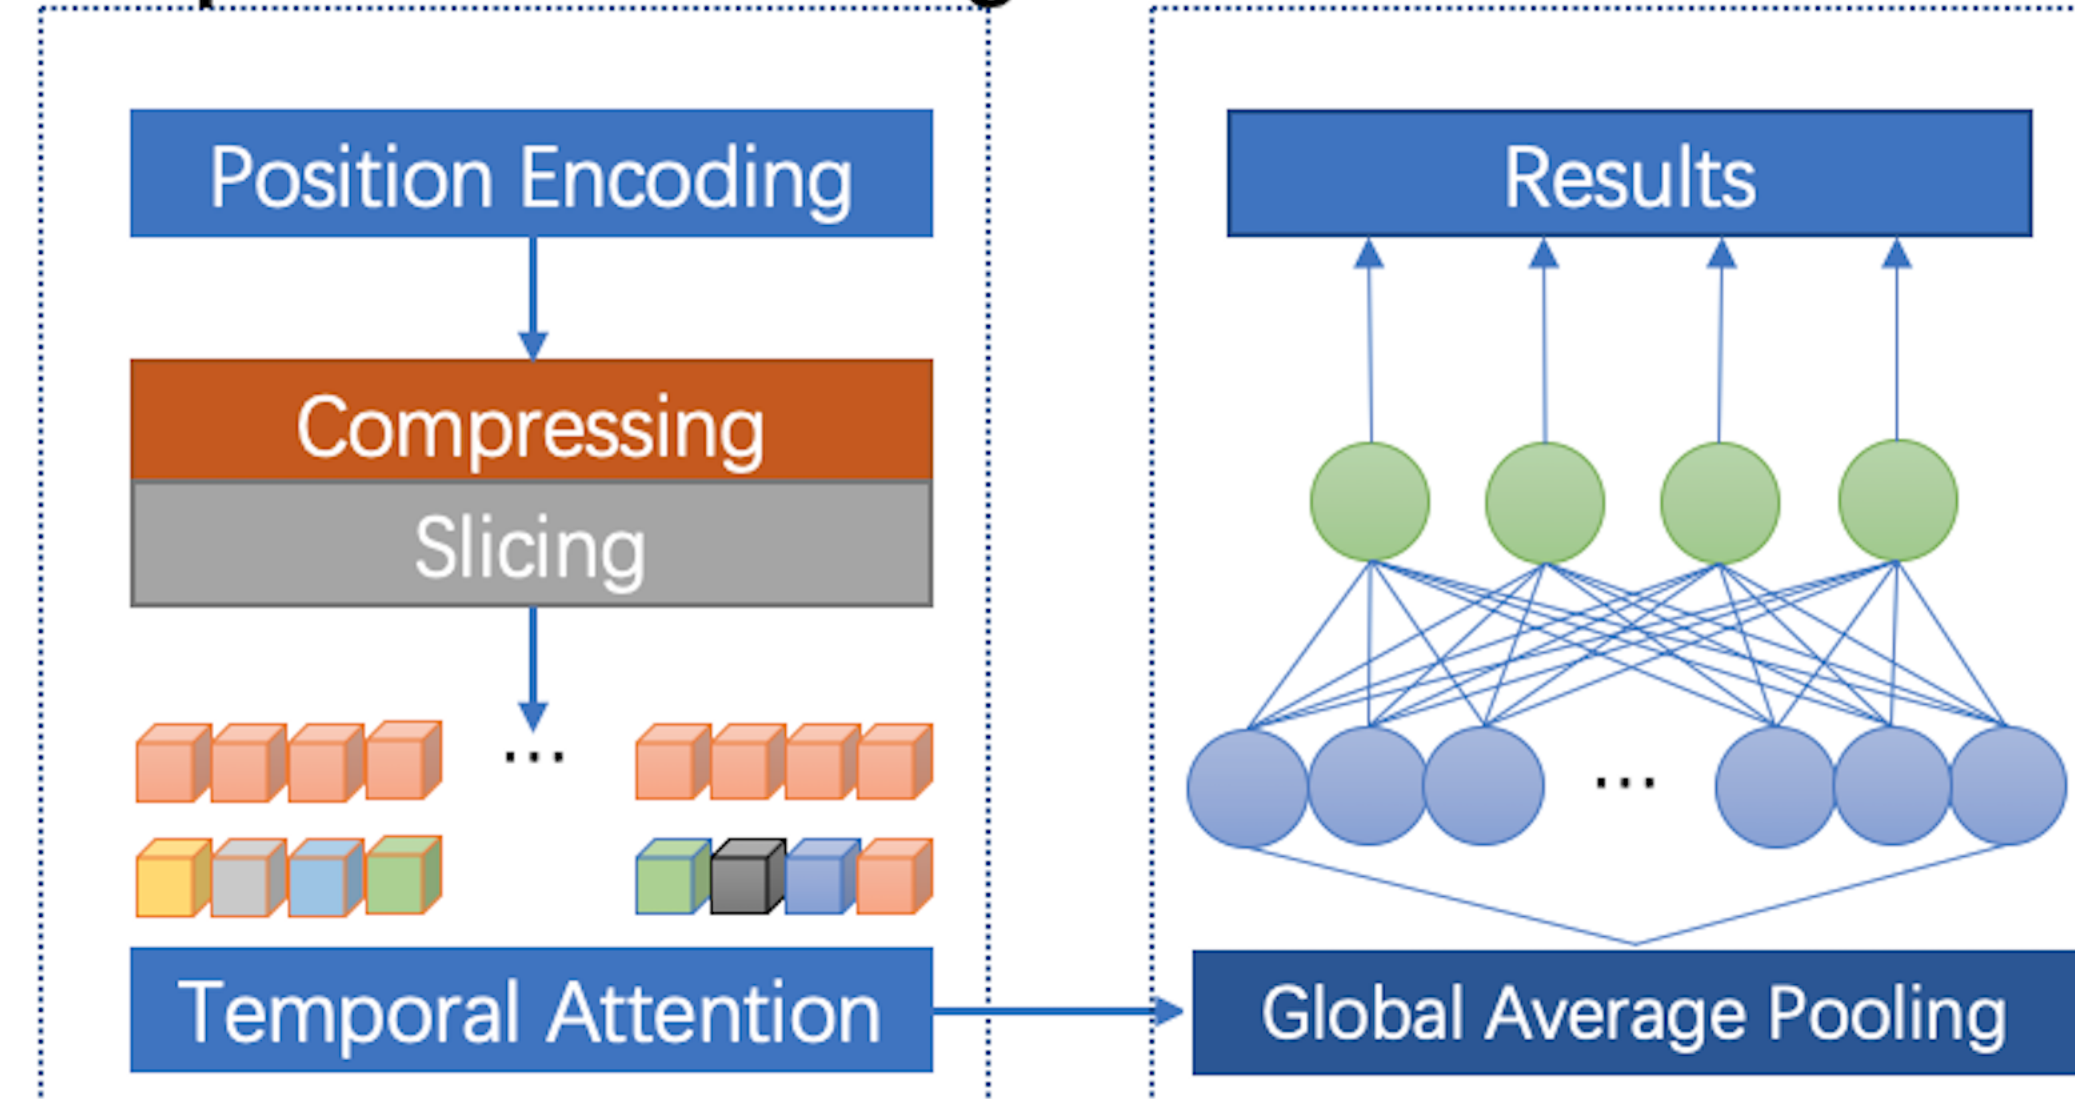 Position Encoding
Compressing
Slicing
...
Temporal Attention
Results
...
Global Average Pooling